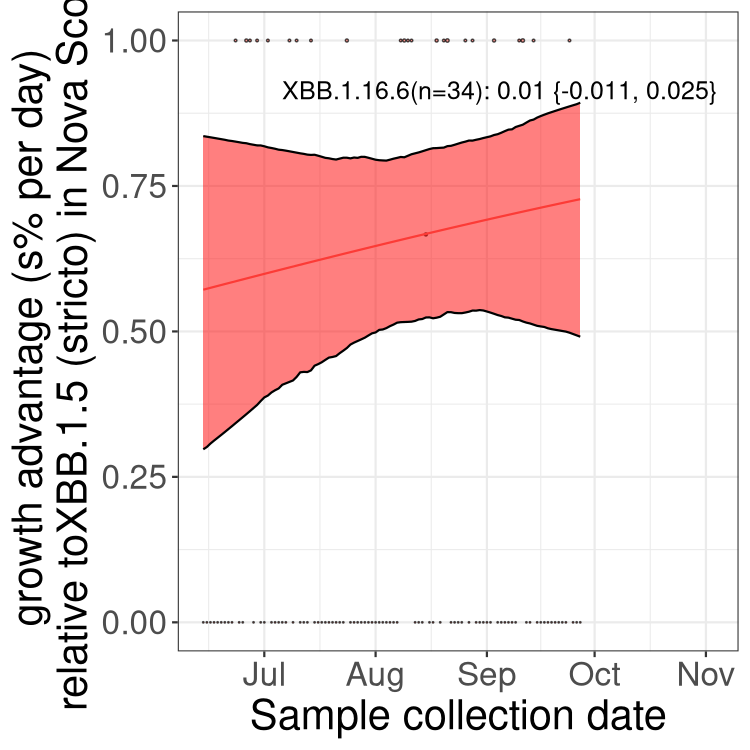 growth advantage (s% per day)
relative toXBB.1.5 (stricto) in Nova Sco
1.00
0.75
0.50
0.25
0.00
XBB.1.16.6(n=34): 0.01 {-0.011, 0.025}
Jul Aug Sep Oct Nov
Sample collection date